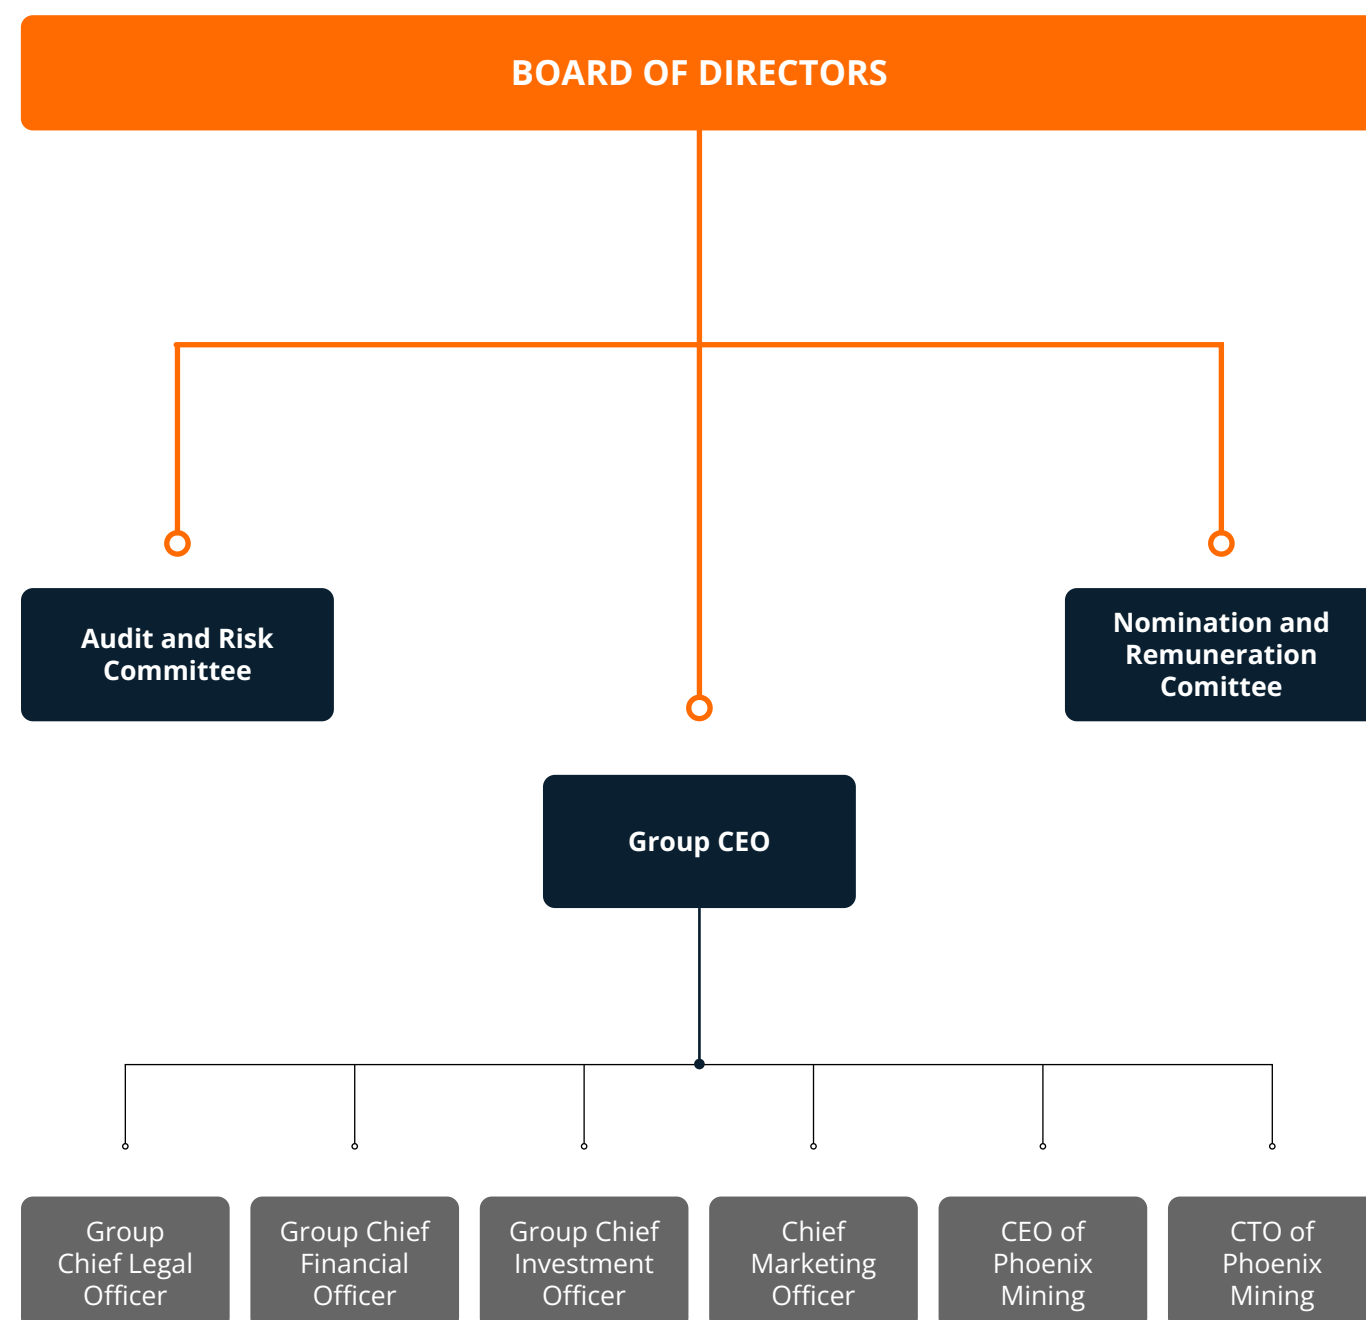 BOARD OF DIRECTORS
Audit and Risk
Committee
Nomination and
Remuneration
Comittee
Group CEO
Group
Chief Legal
Officer
Group Chief
Financial
Officer
Group Chief
Investment
Officer
Chief
Marketing
Officer
CEO of
Phoenix
Mining
CTO of
Phoenix
Mining